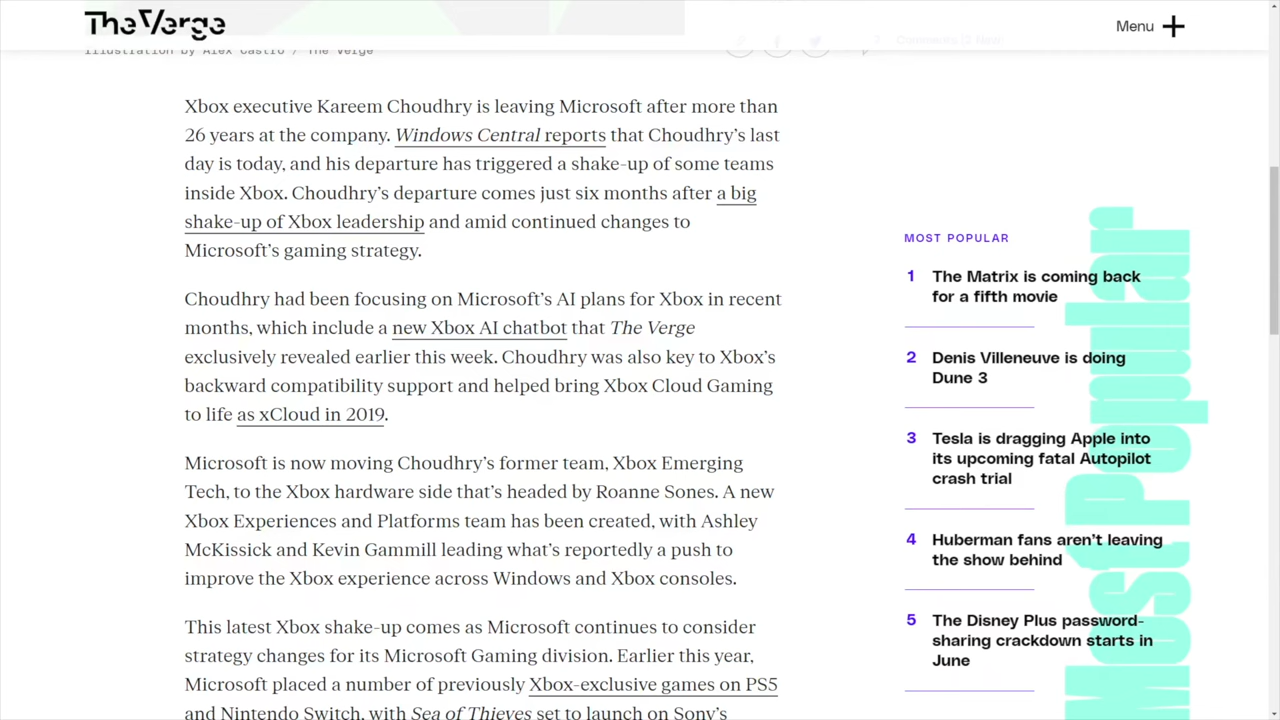 The Verge
Menu
Illustration by Alex Castro / The Verge
Xbox executive Kareem Choudhry is leaving Microsoft after more than
26 years at the company. Windows Central reports that Choudhry’s last
day is today, and his departure has triggered a shake-up of some teams
inside Xbox. Choudhry’s departure comes just six months after a big
shake-up of Xbox leadership and amid continued changes to
Microsoft’s gaming strategy.
Choudhry had been focusing on Microsoft’s AI plans for Xbox in recent
months, which include a new Xbox AI chatbot that The Verge
exclusively revealed earlier this week. Choudhry was also key to Xbox’s
backward compatibility support and helped bring Xbox Cloud Gaming
to life as xCloud in 2019.
Microsoft is now moving Choudhry’s former team, Xbox Emerging
Tech, to the Xbox hardware side that’s headed by Roanne Sones. A new
Xbox Experiences and Platforms team has been created, with Ashley
McKissick and Kevin Gammill leading what’s reportedly a push to
improve the Xbox experience across Windows and Xbox consoles.
This latest Xbox shake-up comes as Microsoft continues to consider
strategy changes for its Microsoft Gaming division. Earlier this year,
Microsoft placed a number of previously Xbox-exclusive games on PS5
and Nintendo Switch, with Sea of Thieves set to launch on Sony’s
MOST POPULAR
1 The Matrix is coming back
for a fifth movie
2 Denis Villeneuve is doing
Dune 3
3 Tesla is dragging Apple into
its upcoming fatal Autopilot
crash trial
4 Huberman fans aren’t leaving
the show behind
5 The Disney Plus password-
sharing crackdown starts in
June
Most Popular